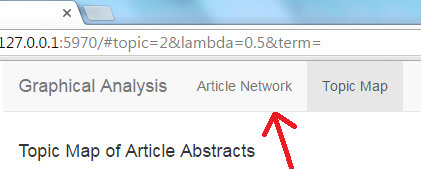 127.0.0.1:5970/#topic=2&lambda=0.5&term=
Graphical Analysis Article Network Topic Map
Topic Map of Article Abstracts